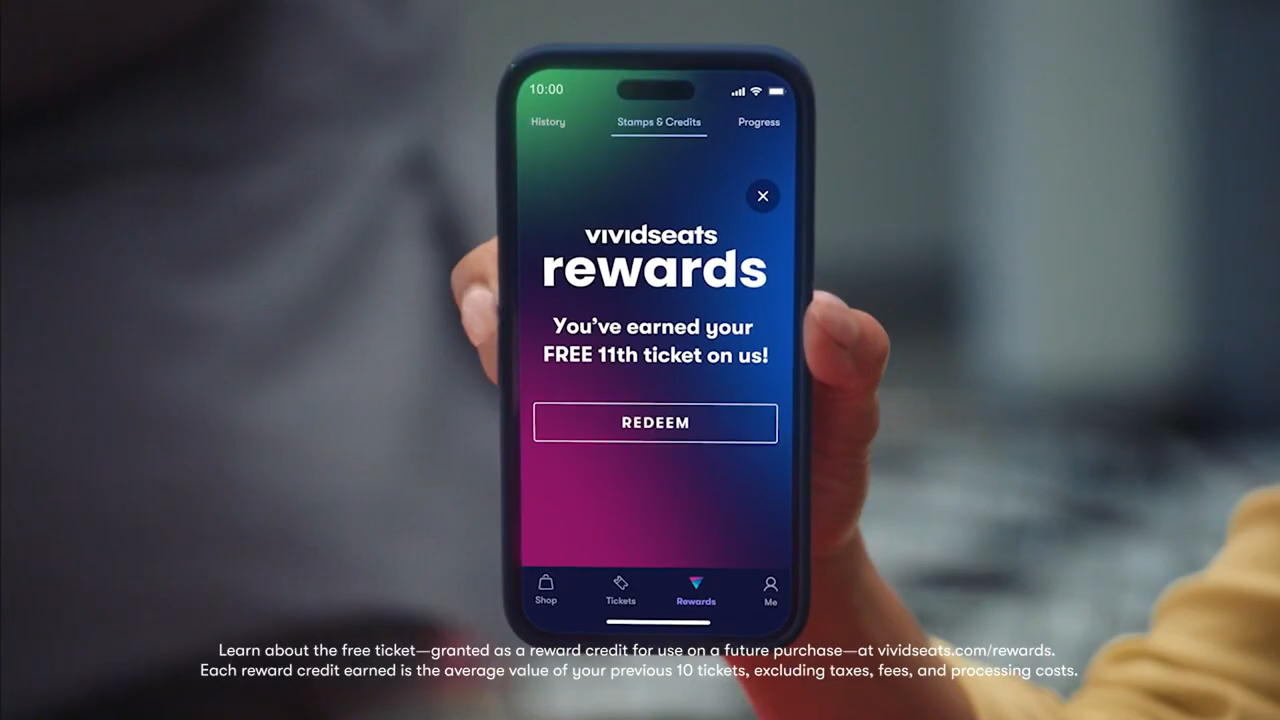 10:00
History Stamps & Credits Progress
vividseats
rewards
You've earned your
FREE 11th ticket on us!
REDEEM
Shop Tickets Rewards Me
Learn about the free ticket—granted as a reward credit for use on a future purchase—at vividseats.com/rewards.
Each reward credit earned is the average value of your previous 10 tickets, excluding taxes, fees, and processing costs.